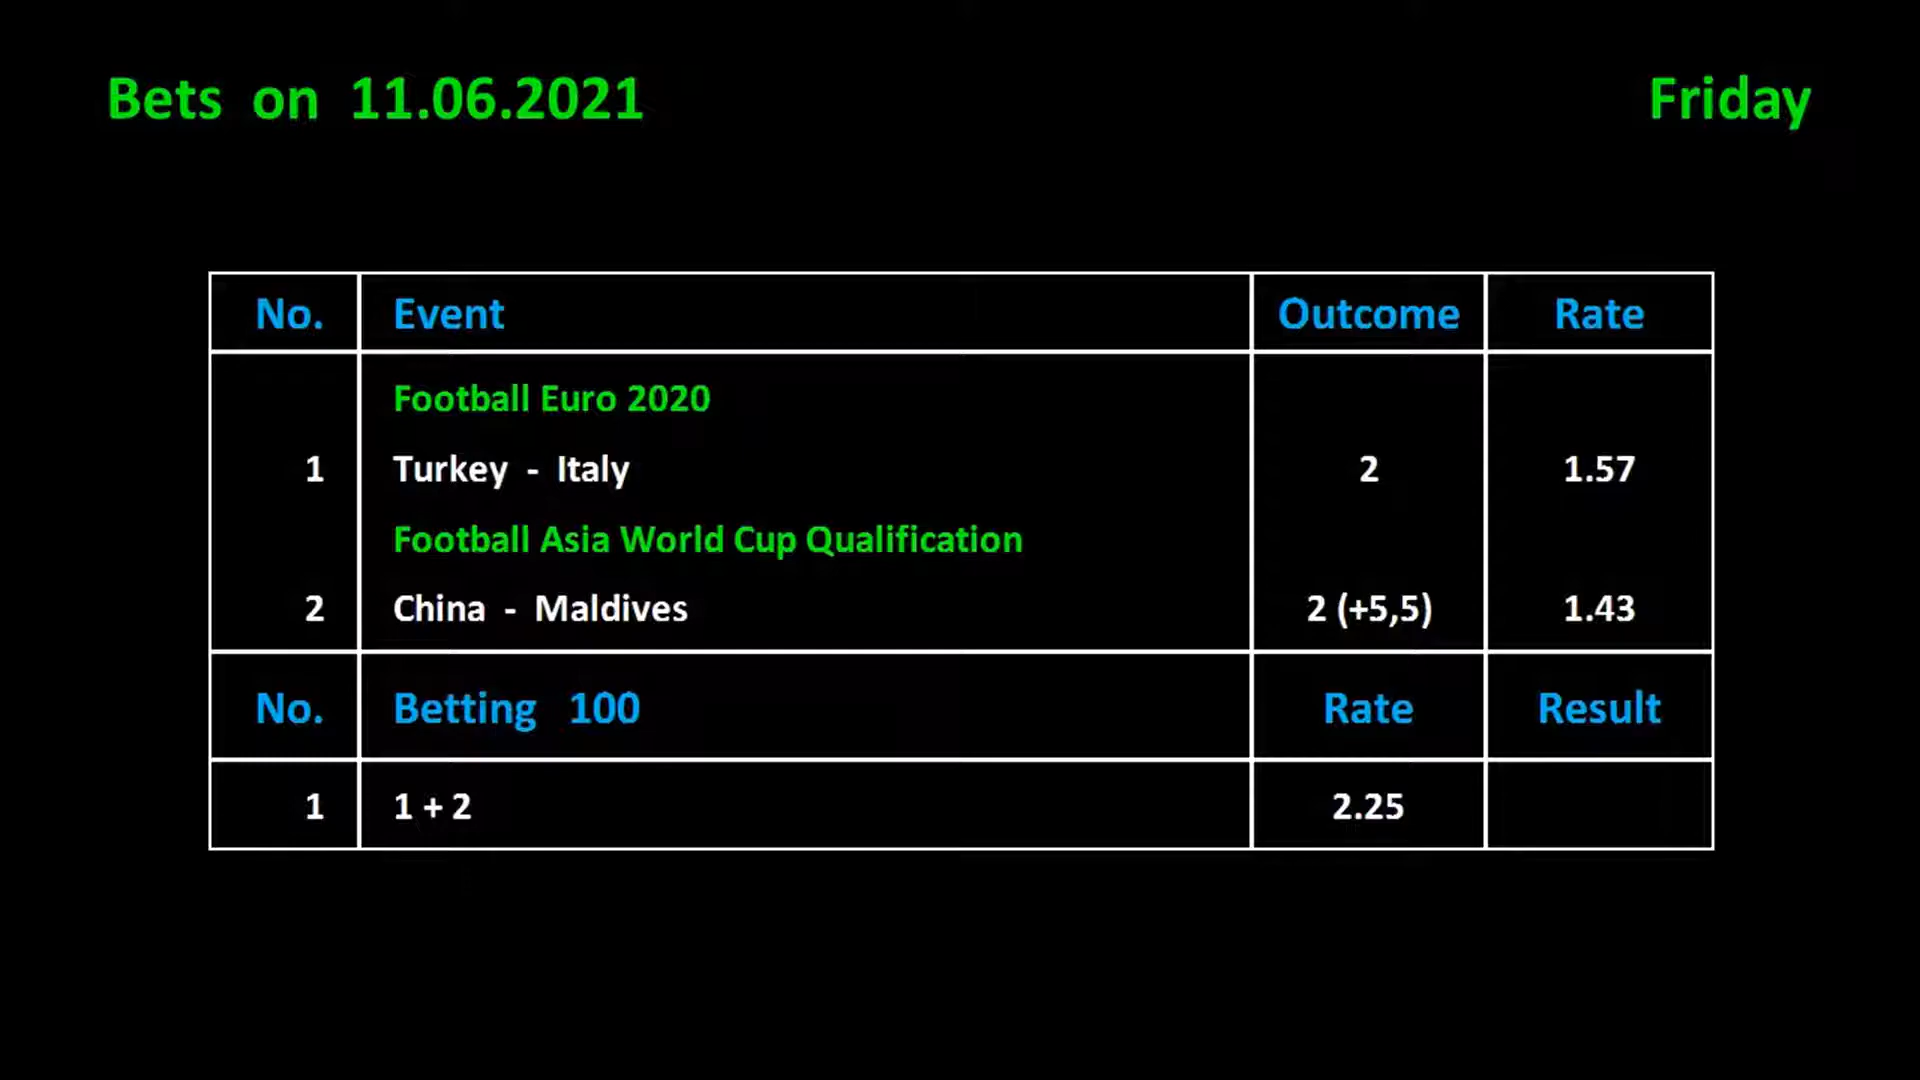 Bets on 11.06.2021 Friday
No. Event Outcome Rate
Football Euro 2020
1 Turkey - Italy 2 1.57
Football Asia World Cup Qualification
2 China - Maldives 2 (+5,5) 1.43
No. Betting 100 Rate Result
1 1 + 2 2.25